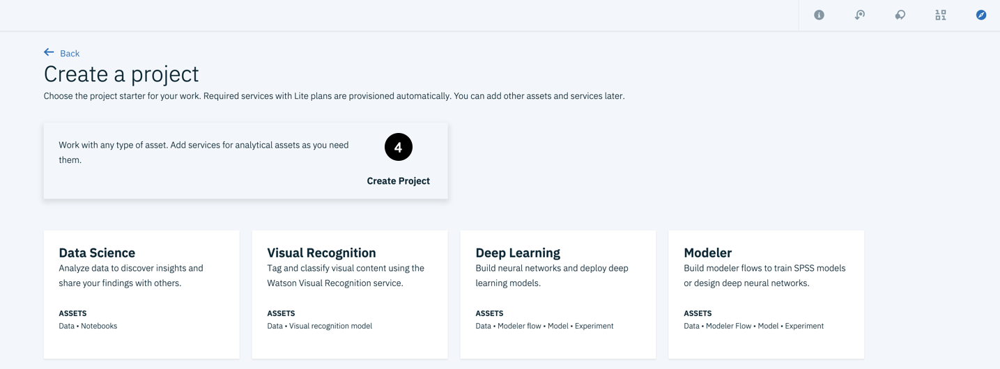 Back
Create a project
Choose the project starter for your work. Required services with Lite plans are provisioned automatically. You can add other assets and services later.
Work with any type of asset. Add services for analytical assets as you need
them.
4
Create Project
Data Science
Analyze data to discover insights and
share your findings with others.
ASSETS
Data • Notebooks
Visual Recognition
Tag and classify visual content using the
Watson Visual Recognition service.
ASSETS
Data • Visual recognition model
Deep Learning
Build neural networks and deploy deep
learning models.
ASSETS
Data • Modeler flow • Model • Experiment
Modeler
Build modeler flows to train SPSS models
or design deep neural networks.
ASSETS
Data • Modeler Flow • Model • Experiment